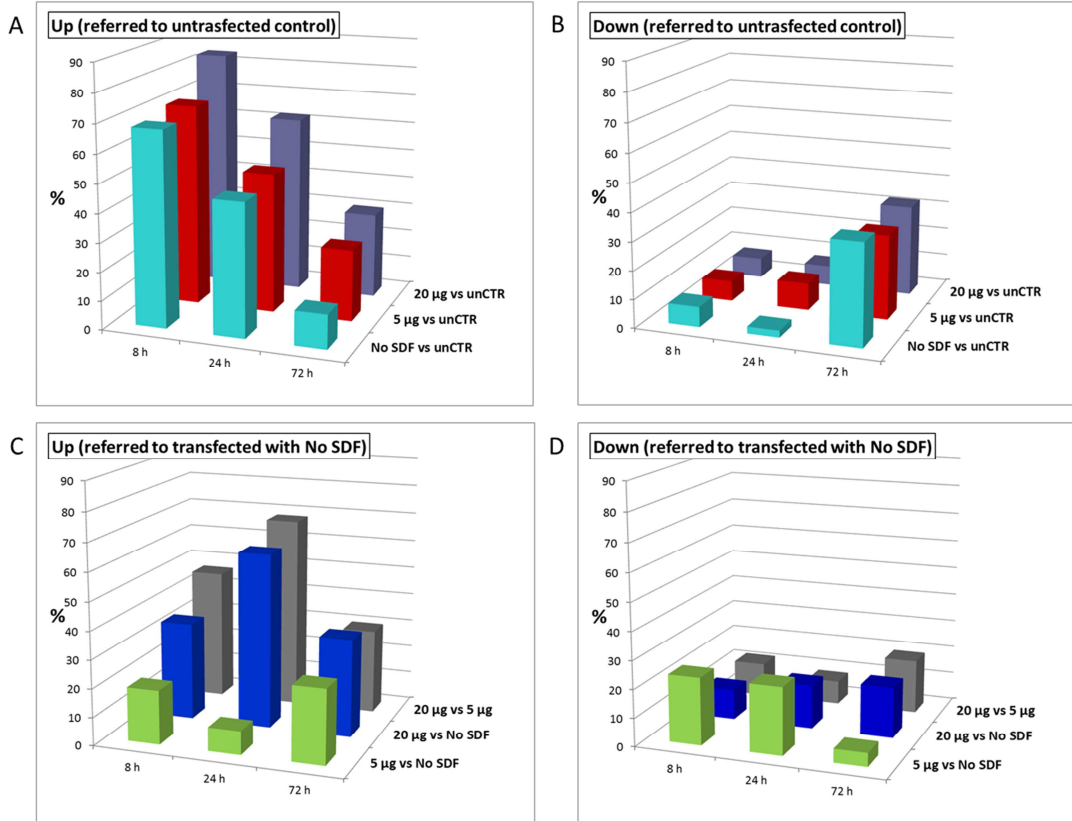 A
Up (referred to untrasfected control)
90
80
70
60
50
40
30
20
10
0
%
8 h
24 h
72 h
20 µg vs unCTR
5 µg vs unCTR
No SDF vs unCTR
B
Down (referred to untrasfected control)
90
80
70
60
50
40
30
20
10
0
%
8 h
24 h
72 h
20 µg vs unCTR
5 µg vs unCTR
No SDF vs unCTR
C
Up (referred to transfected with No SDF)
90
80
70
60
50
40
30
20
10
0
%
8 h
24 h
72 h
20 µg vs 5 µg
20 µg vs No SDF
5 µg vs No SDF
D
Down (referred to transfected with No SDF)
90
80
70
60
50
40
30
20
10
0
%
8 h
24 h
72 h
20 µg vs 5 µg
20 µg vs No SDF
5 µg vs No SDF